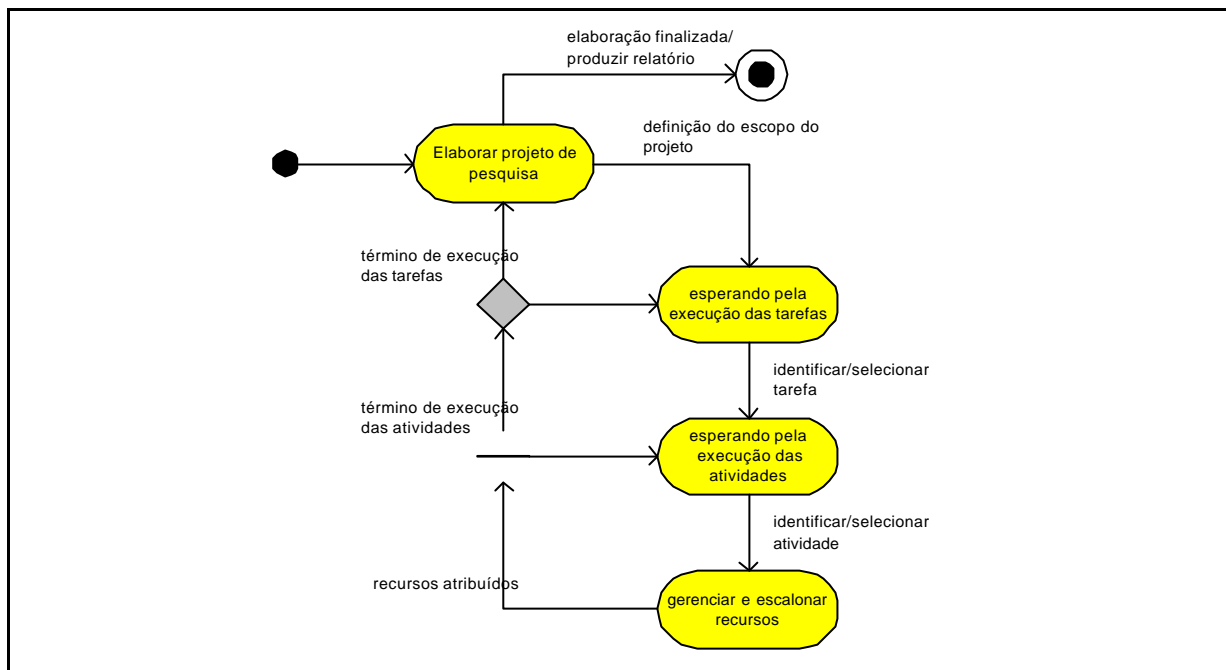 elaboração finalizada/
produzir relatório
definição do escopo do
projeto
Elaborar projeto de
pesquisa
término de execução
das tarefas
esperando pela
execução das tarefas
identificar/selecionar
tarefa
término de execução
das atividades
esperando pela
execução das
atividades
identificar/selecionar
atividade
recursos atribuídos
gerenciar e escalonar
recursos